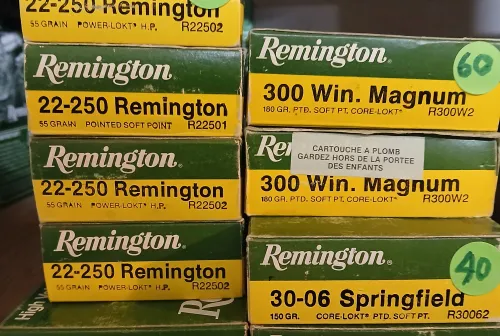 22-250 Remington
55 GRAIN POWER-LOKT® H.P. R22502
Remington®
22-250 Remington
55 GRAIN POINTED SOFT POINT R22501
Remington®
22-250 Remington
55 GRAIN POWER-LOKT® H.P. R22502
Remington®
22-250 Remington
55 GRAIN POWER-LOKT® H.P. R22502
High
R
Remington®
60
300 Win. Magnum
180 GR. PTD. SOFT PT. CORE-LOKT® R300W2
Re
CARTOUCHE A PLOMB
GARDEZ HORS DE LA PORTEE
DES ENFANTS
300 Win. Magnum
180 GR. PTD. SOFT PT. CORE-LOKT® R300W2
Remington®
40
30-06 Springfield
150 GR. CORE-LOKT® PTD. SOFT PT. R30062